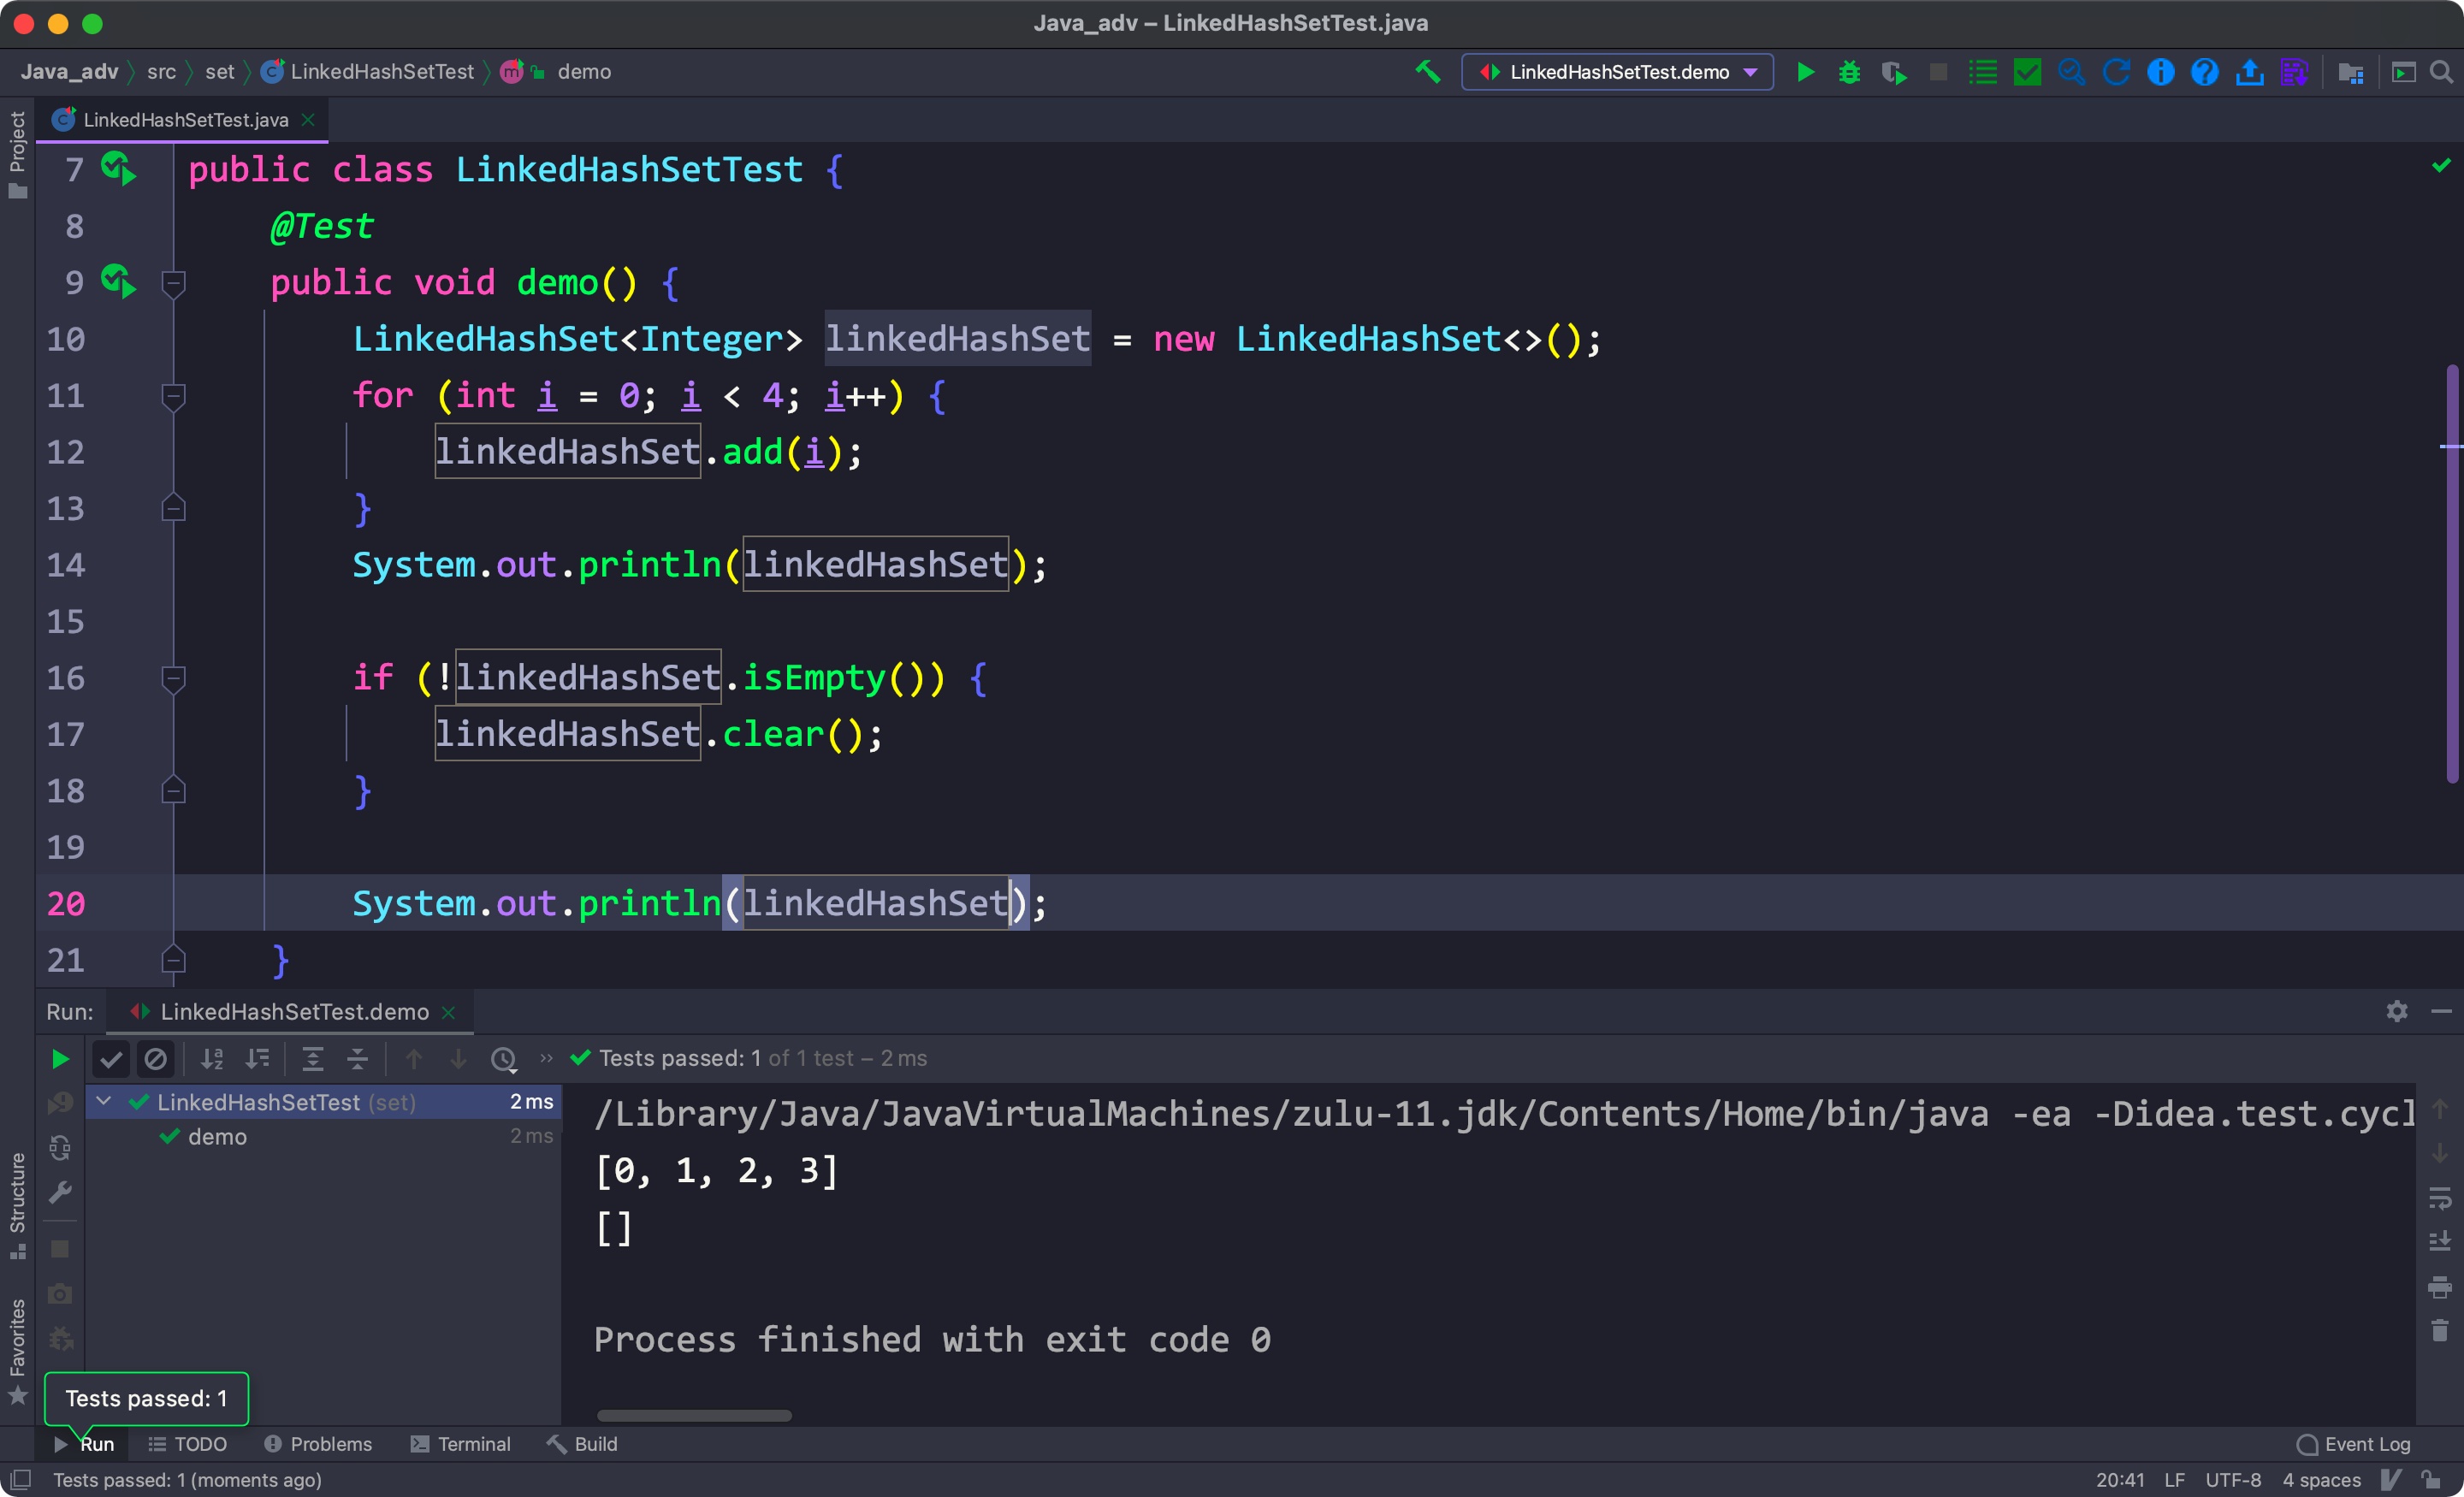 Java_adv – LinkedHashSetTest.java
Java_adv src set LinkedHashSetTest demo LinkedHashSetTest.demo
Project
LinkedHashSetTest.java
7 public class LinkedHashSetTest {
8 @Test
9 public void demo() {
10 LinkedHashSet<Integer> linkedHashSet = new LinkedHashSet<>();
11 for (int i = 0; i < 4; i++) {
12 linkedHashSet.add(i);
13 }
14 System.out.println(linkedHashSet);
15
16 if (!linkedHashSet.isEmpty()) {
17 linkedHashSet.clear();
18 }
19
20 System.out.println(linkedHashSet);
21 }
Run: LinkedHashSetTest.demo
Tests passed: 1 of 1 test – 2 ms
LinkedHashSetTest (set) 2 ms
demo 2 ms
/Library/Java/JavaVirtualMachines/zulu-11.jdk/Contents/Home/bin/java -ea -Didea.test.cycl
[0, 1, 2, 3]
[]
Process finished with exit code 0
Structure
Favorites
Tests passed: 1
Run TODO Problems Terminal Build Event Log
Tests passed: 1 (moments ago) 20:41 LF UTF-8 4 spaces